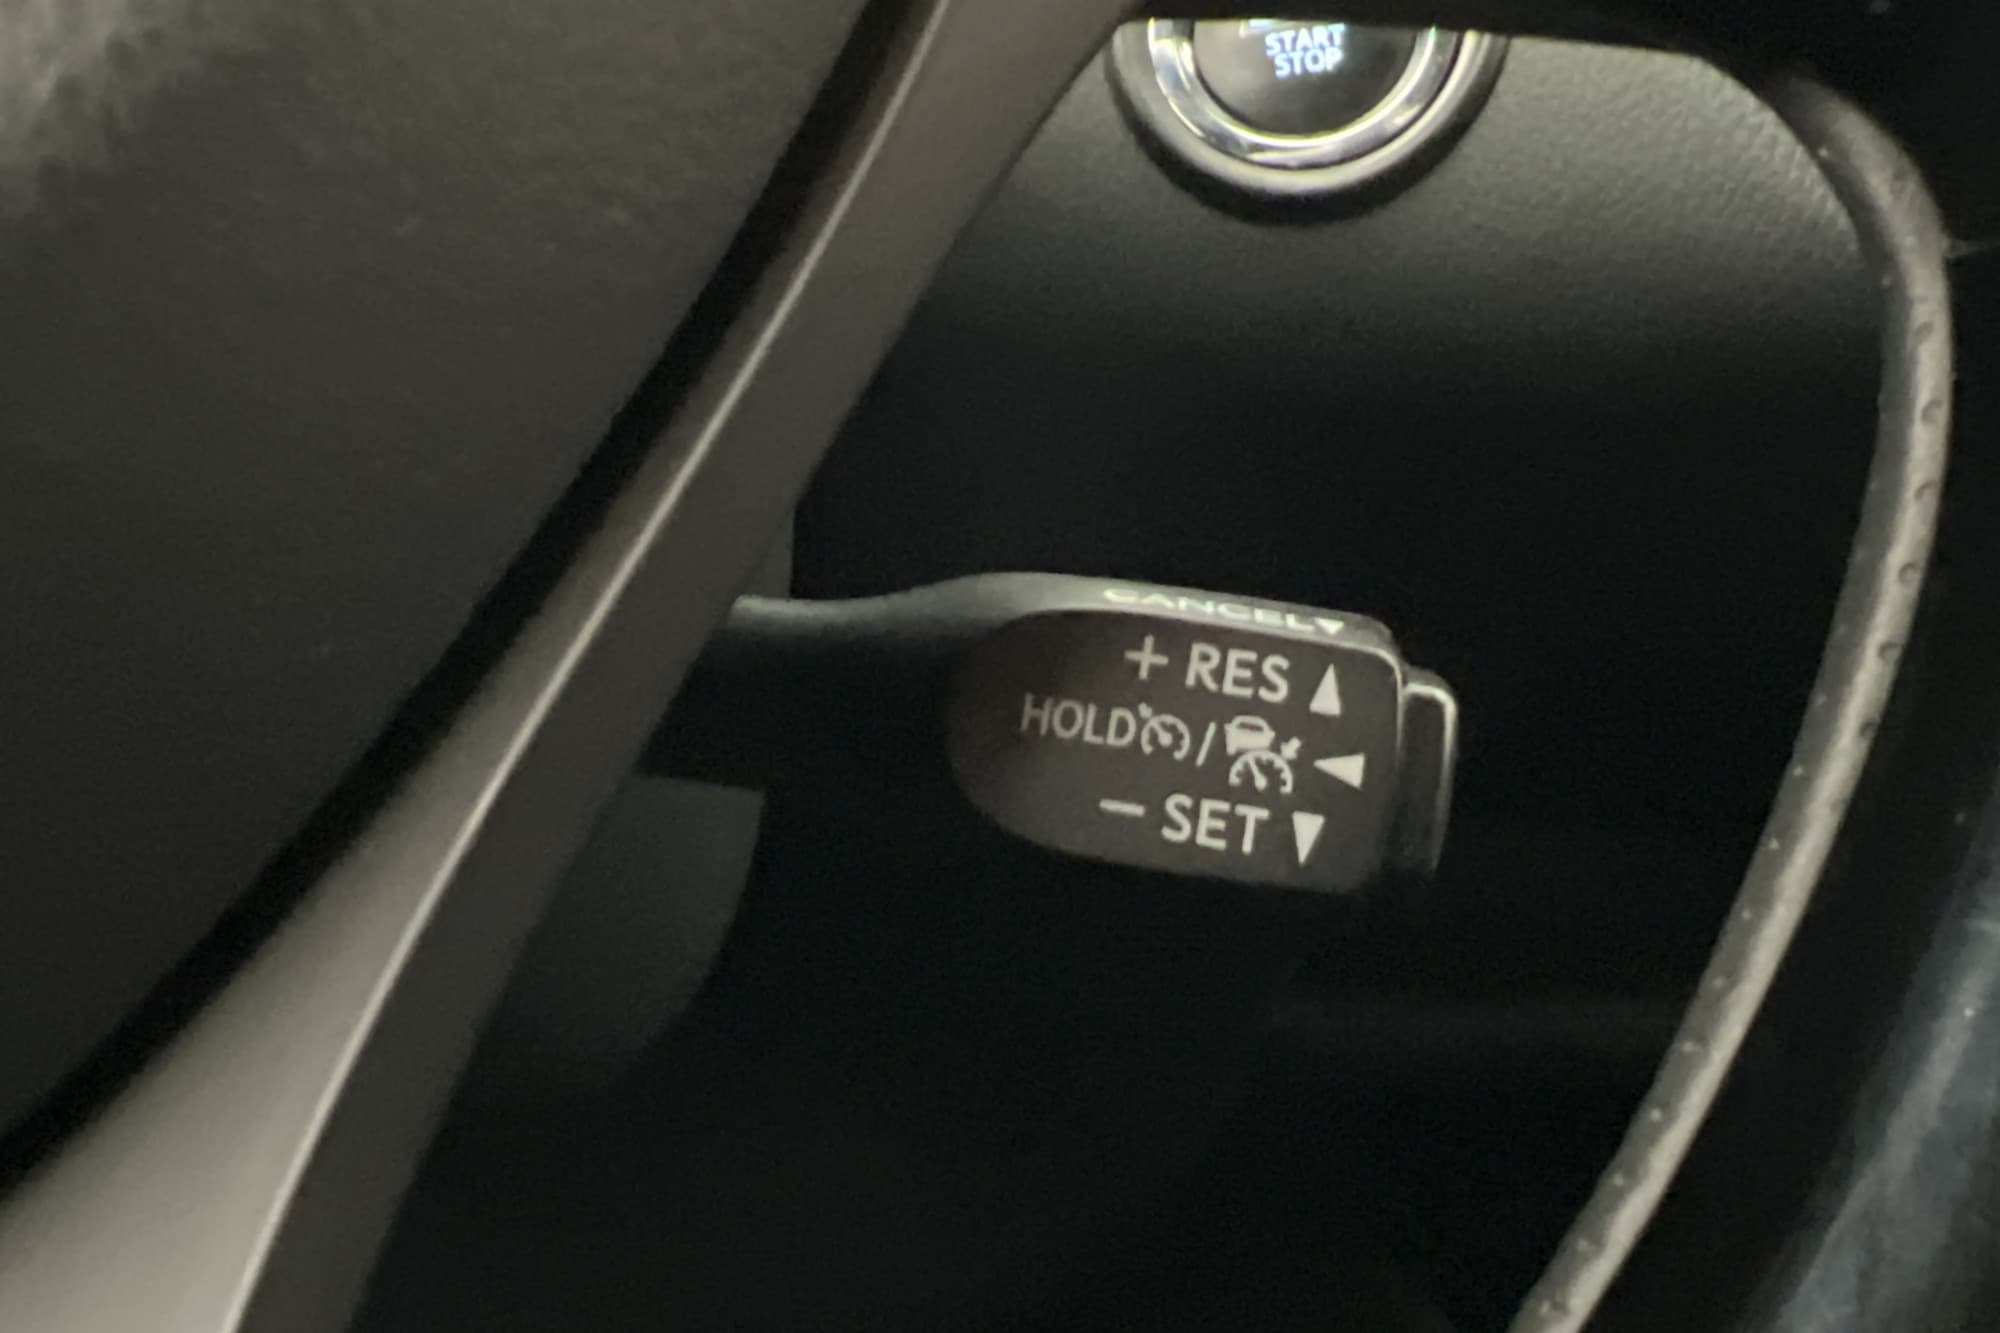 START
STOP
CANCEL▼
+ RES ▲
HOLD / ◀
− SET ▼